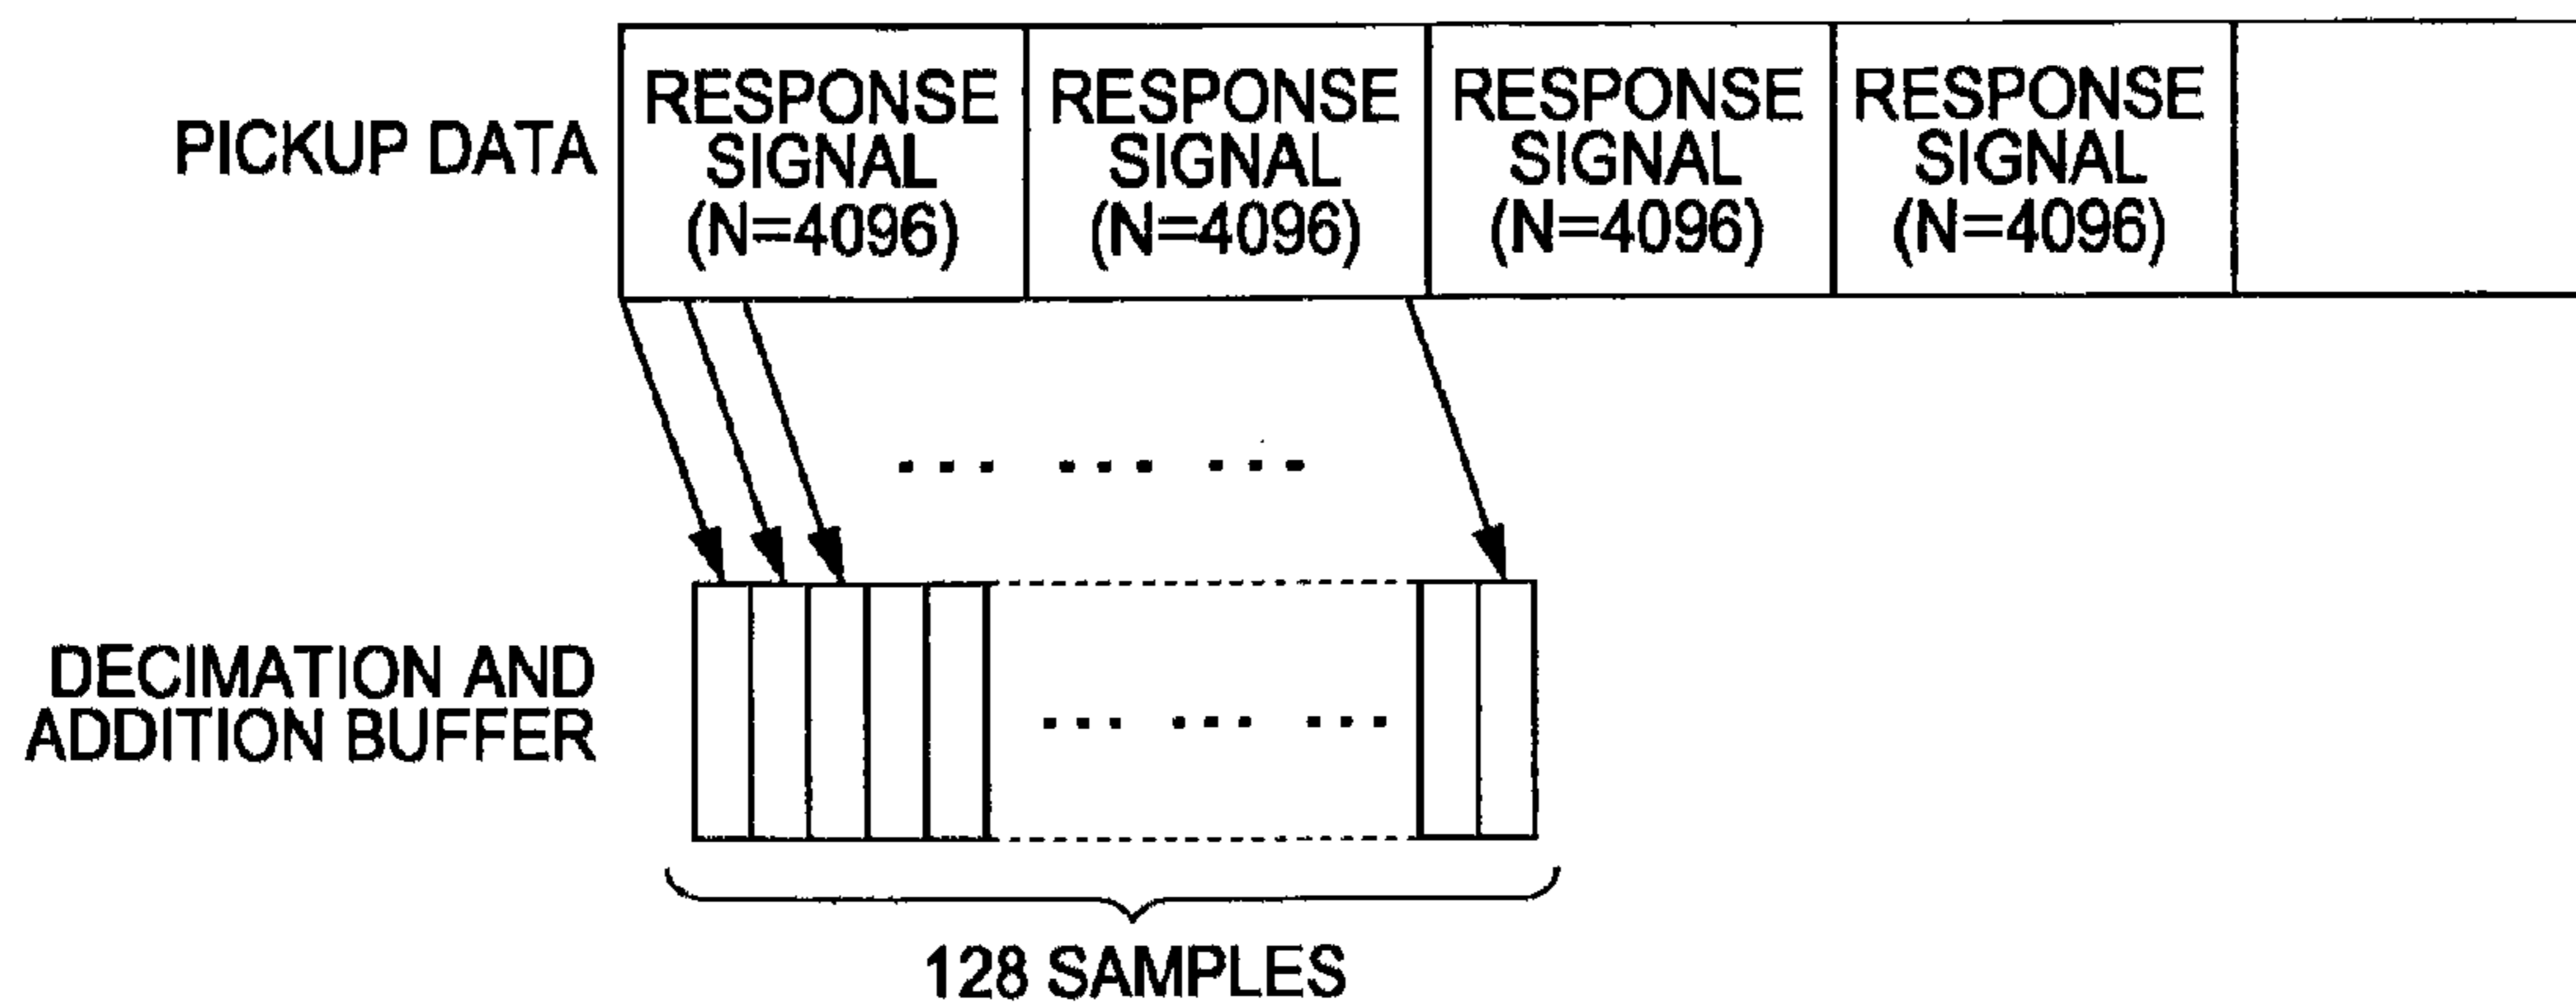 PICKUP DATA
RESPONSE
SIGNAL
(N=4096)
RESPONSE
SIGNAL
(N=4096)
RESPONSE
SIGNAL
(N=4096)
RESPONSE
SIGNAL
(N=4096)
DECIMATION AND
ADDITION BUFFER
128 SAMPLES